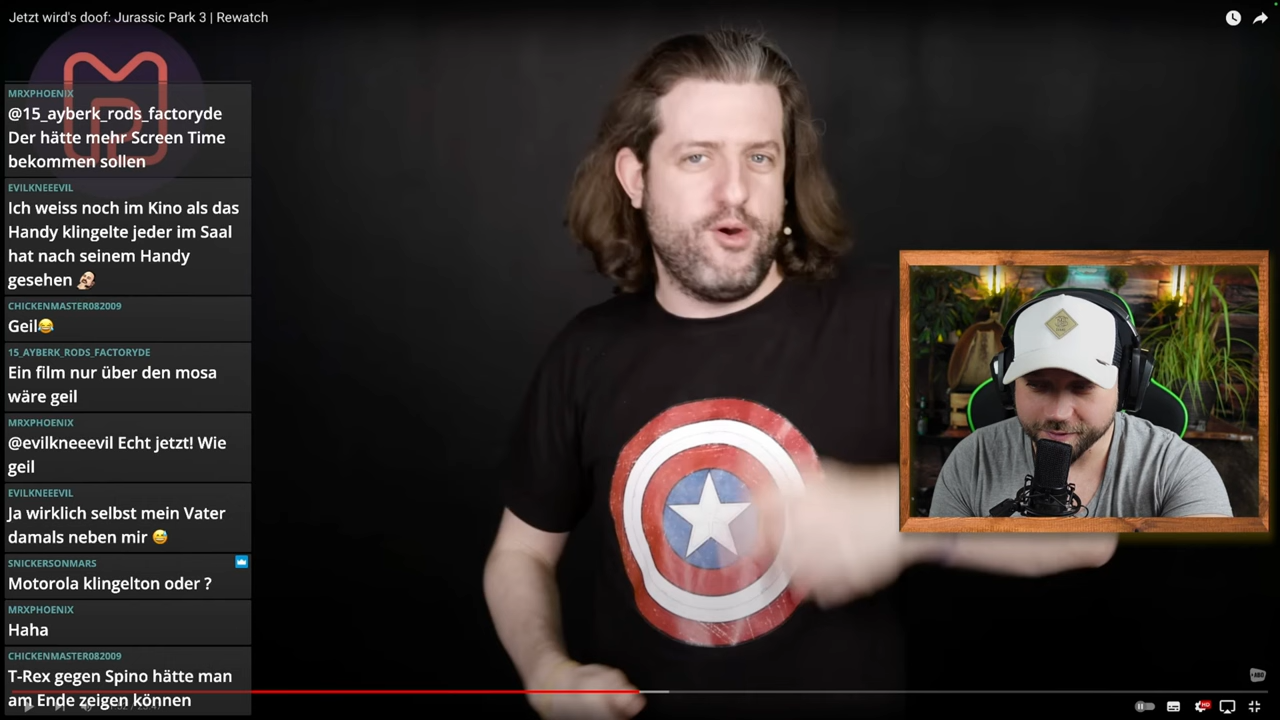 Jetzt wird's doof: Jurassic Park 3 | Rewatch
MRXPHOENIX
@15_ayberk_rods_factoryde
Der hätte mehr Screen Time
bekommen sollen
EVILKNEEEVIL
Ich weiss noch im Kino als das
Handy klingelte jeder im Saal
hat nach seinem Handy
gesehen
CHICKENMASTER082009
Geil
15_AYBERK_RODS_FACTORYDE
Ein film nur über den mosa
wäre geil
MRXPHOENIX
@evilkneeevil Echt jetzt! Wie
geil
EVILKNEEEVIL
Ja wirklich selbst mein Vater
damals neben mir
SNICKERSONMARS
Motorola klingelton oder ?
MRXPHOENIX
Haha
CHICKENMASTER082009
T-Rex gegen Spino hätte man
am Ende zeigen können
HD